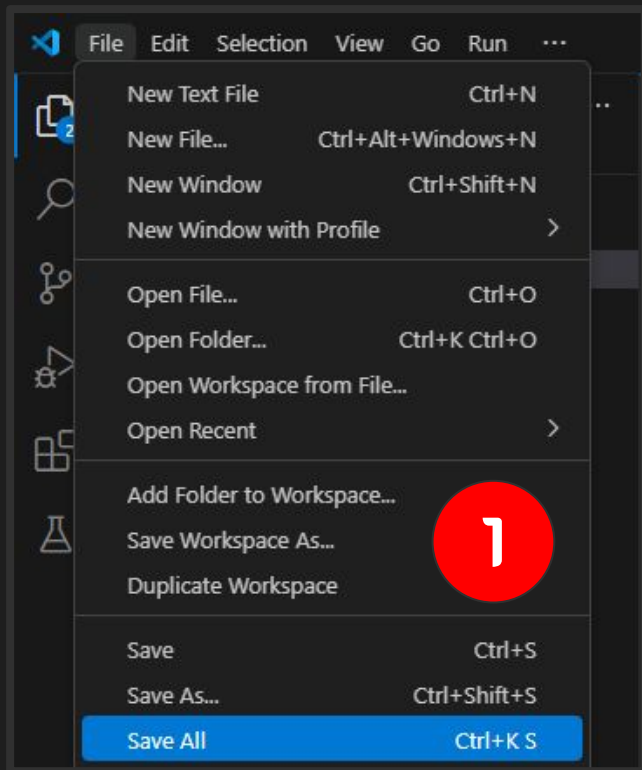 File Edit Selection View Go Run ...
2
New Text File Ctrl+N
New File... Ctrl+Alt+Windows+N
New Window Ctrl+Shift+N
New Window with Profile
Open File... Ctrl+O
Open Folder... Ctrl+K Ctrl+O
Open Workspace from File...
Open Recent
Add Folder to Workspace...
Save Workspace As...
1
Duplicate Workspace
Save Ctrl+S
Save As... Ctrl+Shift+S
Save All Ctrl+K S